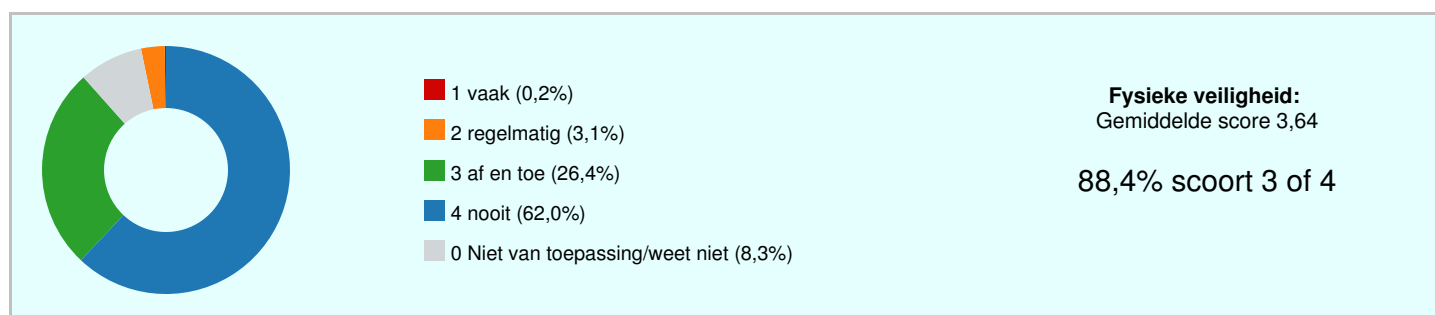 1 vaak (0,2%)
2 regelmatig (3,1%)
3 af en toe (26,4%)
4 nooit (62,0%)
0 Niet van toepassing/weet niet (8,3%)
Fysieke veiligheid:
Gemiddelde score 3,64
88,4% scoort 3 of 4